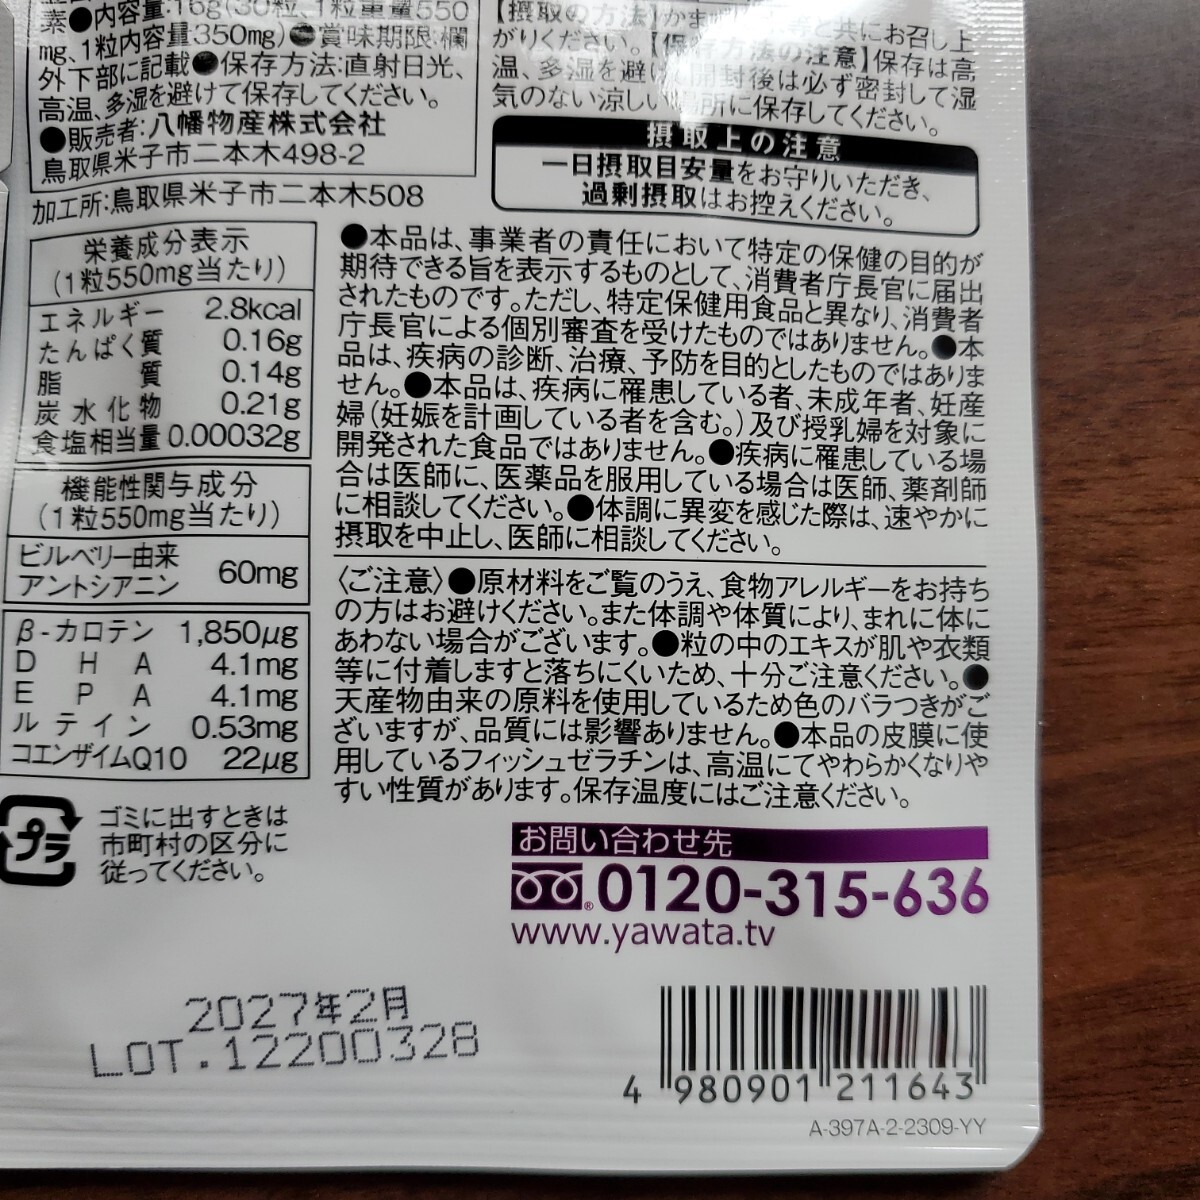 素●内容量:16g(30粒、1粒重量550
mg、1粒内容量350mg)●賞味期限:欄
外下部に記載●保存方法:直射日光、
高温、多湿を避けて保存してください。
●販売者:八幡物産株式会社
鳥取県米子市二本木498-2
加工所:鳥取県米子市二本木508
栄養成分表示
(1粒550mg当たり)
エネルギー 2.8kcal
たんぱく質 0.16g
脂質 0.14g
炭水化物 0.21g
食塩相当量 0.00032g
機能性関与成分
(1粒550mg当たり)
ビルベリー由来
アントシアニン 60mg
β-カロテン 1,850μg
DHA 4.1mg
EPA 4.1mg
ルテイン 0.53mg
コエンザイムQ10 22μg
プラ
ゴミに出すときは
市町村の区分に
従ってください。
【摂取の方法】かま 等と共にお召し上
がりください。【保存方法の注意】保存は高
温、多湿を避け 開封後は必ず密封して湿
気のない涼しい場所に保存してください。
摂取上の注意
一日摂取目安量をお守りいただき、
過剰摂取はお控えください。
●本品は、事業者の責任において特定の保健の目的が
期待できる旨を表示するものとして、消費者庁長官に届出
されたものです。ただし、特定保健用食品と異なり、消費者
庁長官による個別審査を受けたものではありません。●本
品は、疾病の診断、治療、予防を目的としたものではありま
せん。●本品は、疾病に罹患している者、未成年者、妊産
婦(妊娠を計画している者を含む。)及び授乳婦を対象に
開発された食品ではありません。●疾病に罹患している場
合は医師に、医薬品を服用している場合は医師、薬剤師
に相談してください。●体調に異変を感じた際は、速やかに
摂取を中止し、医師に相談してください。
〈ご注意〉●原材料をご覧のうえ、食物アレルギーをお持ち
の方はお避けください。また体調や体質により、まれに体に
あわない場合がございます。●粒の中のエキスが肌や衣類
等に付着しますと落ちにくいため、十分ご注意ください。●
天産物由来の原料を使用しているため色のバラつきがご
ざいますが、品質には影響ありません。●本品の皮膜に使
用しているフィッシュゼラチンは、高温にてやわらかくなりや
すい性質があります。保存温度にはご注意ください。
お問い合わせ先
0120-315-636
www.yawata.tv
2027年2月
LOT.12200328
4 980901 211643
A-397A-2-2309-YY